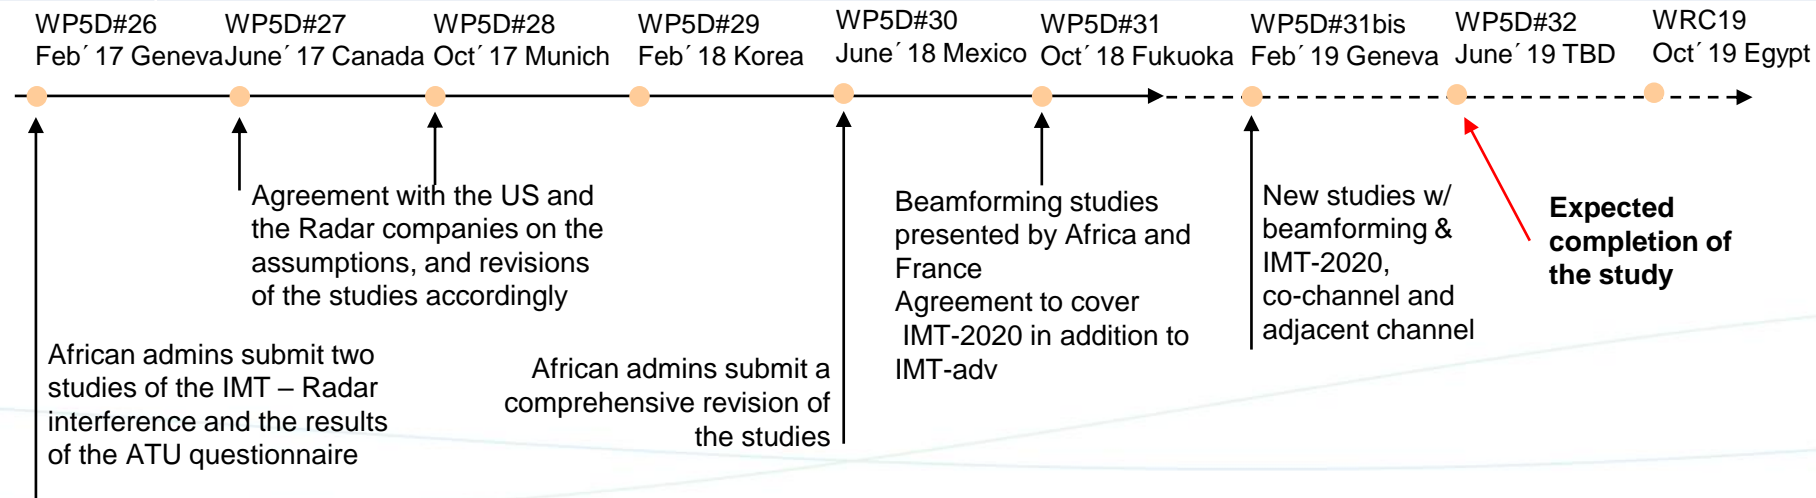 WP5D#26
Feb´ 17 Geneva
WP5D#27
June´ 17 Canada
WP5D#28
Oct´ 17 Munich
WP5D#29
Feb´ 18 Korea
WP5D#30
June´ 18 Mexico
WP5D#31
Oct´ 18 Fukuoka
WP5D#31bis
Feb´ 19 Geneva
WP5D#32
June´ 19 TBD
WRC19
Oct´ 19 Egypt
African admins submit two
studies of the IMT – Radar
interference and the results
of the ATU questionnaire
Agreement with the US and
the Radar companies on the
assumptions, and revisions
of the studies accordingly
African admins submit a
comprehensive revision of
the studies
Beamforming studies
presented by Africa and
France
Agreement to cover
IMT-2020 in addition to
IMT-adv
New studies w/
beamforming &
IMT-2020,
co-channel and
adjacent channel
Expected
completion of
the study